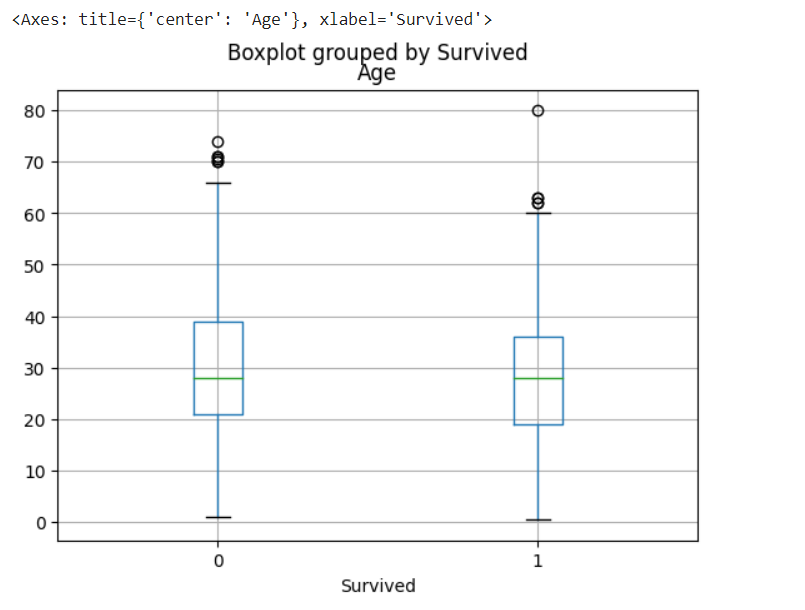 <Axes: title={'center': 'Age'}, xlabel='Survived'>
Boxplot grouped by Survived
Age
80
70
60
50
40
30
20
10
0
0 1
Survived